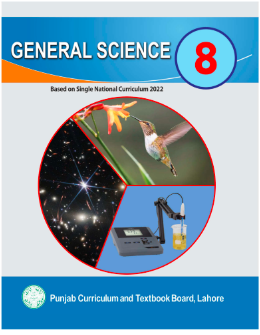 GENERAL SCIENCE 8
Based on Single National Curriculum 2022
Punjab Curriculum and Textbook Board, Lahore